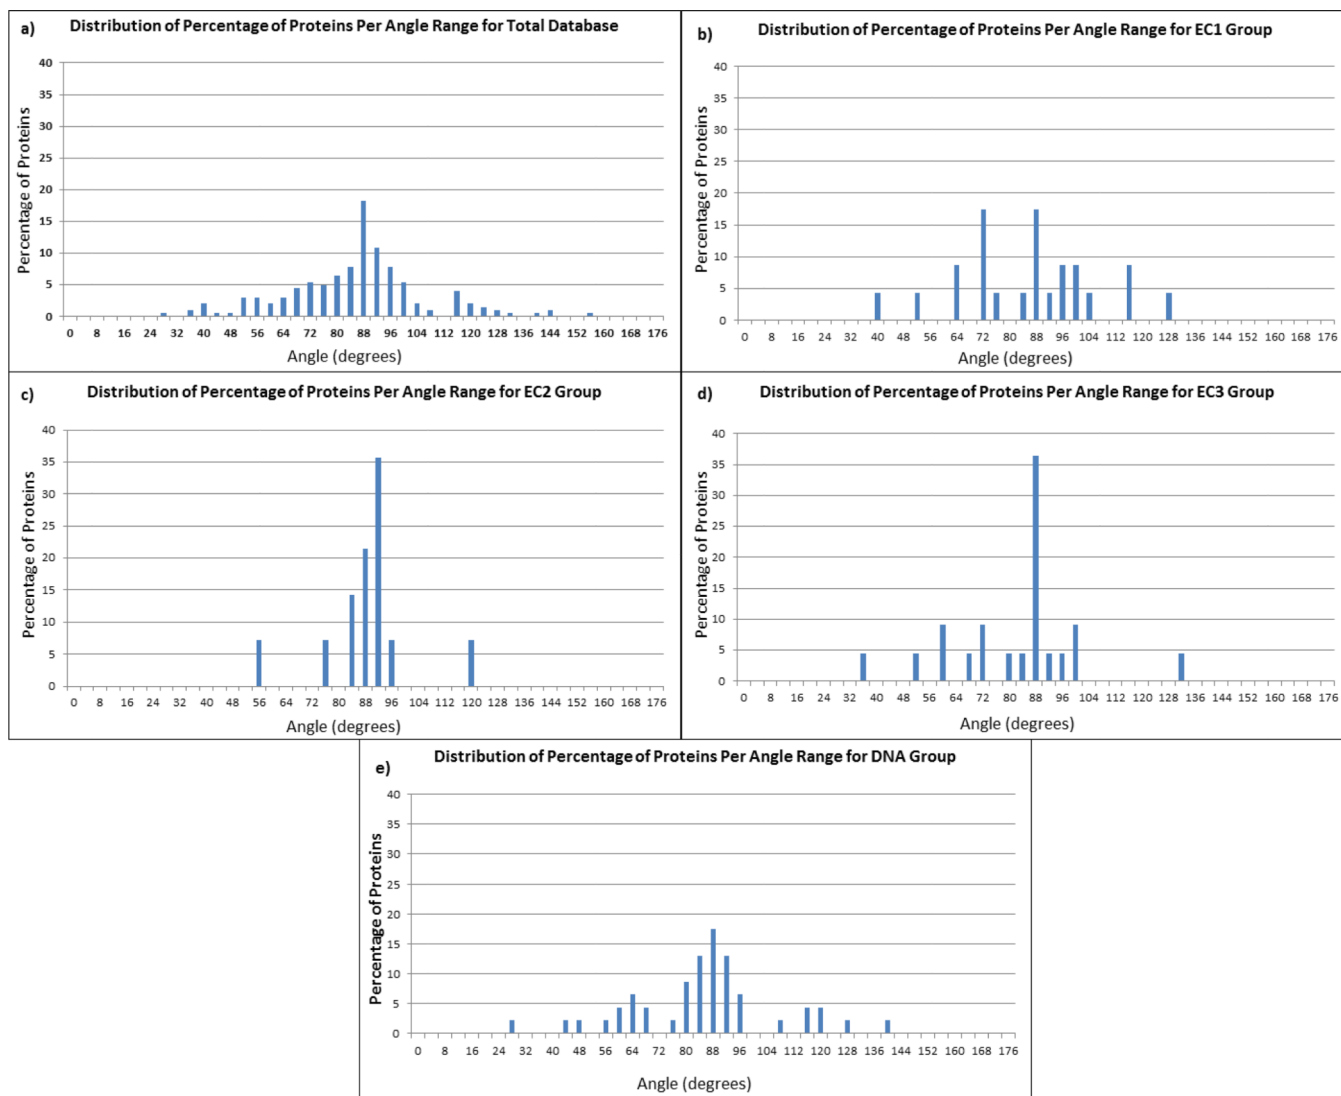 a) Distribution of Percentage of Proteins Per Angle Range for Total Database
40
35
30
25
20
15
10
5
0
Percentage of Proteins
0 8 16 24 32 40 48 56 64 72 80 88 96 104 112 120 128 136 144 152 160 168 176
Angle (degrees)
b) Distribution of Percentage of Proteins Per Angle Range for EC1 Group
40
35
30
25
20
15
10
5
0
Percentage of Proteins
0 8 16 24 32 40 48 56 64 72 80 88 96 104 112 120 128 136 144 152 160 168 176
Angle (degrees)
c) Distribution of Percentage of Proteins Per Angle Range for EC2 Group
40
35
30
25
20
15
10
5
0
Percentage of Proteins
0 8 16 24 32 40 48 56 64 72 80 88 96 104 112 120 128 136 144 152 160 168 176
Angle (degrees)
d) Distribution of Percentage of Proteins Per Angle Range for EC3 Group
40
35
30
25
20
15
10
5
0
Percentage of Proteins
0 8 16 24 32 40 48 56 64 72 80 88 96 104 112 120 128 136 144 152 160 168 176
Angle (degrees)
e) Distribution of Percentage of Proteins Per Angle Range for DNA Group
40
35
30
25
20
15
10
5
0
Percentage of Proteins
0 8 16 24 32 40 48 56 64 72 80 88 96 104 112 120 128 136 144 152 160 168 176
Angle (degrees)